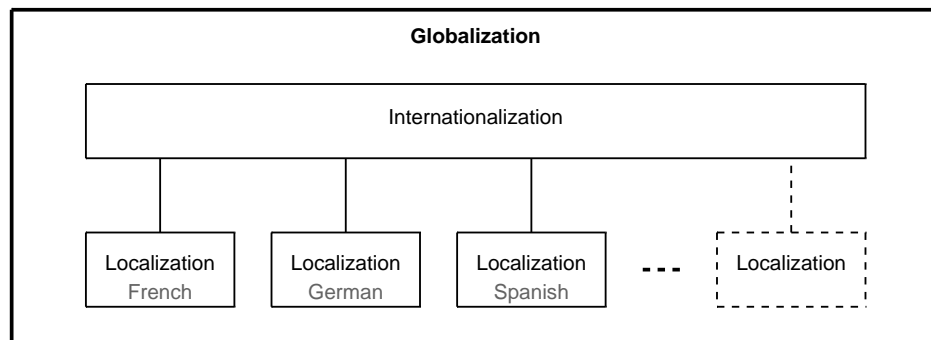 Globalization
Internationalization
Localization
French
Localization
German
Localization
Spanish
Localization